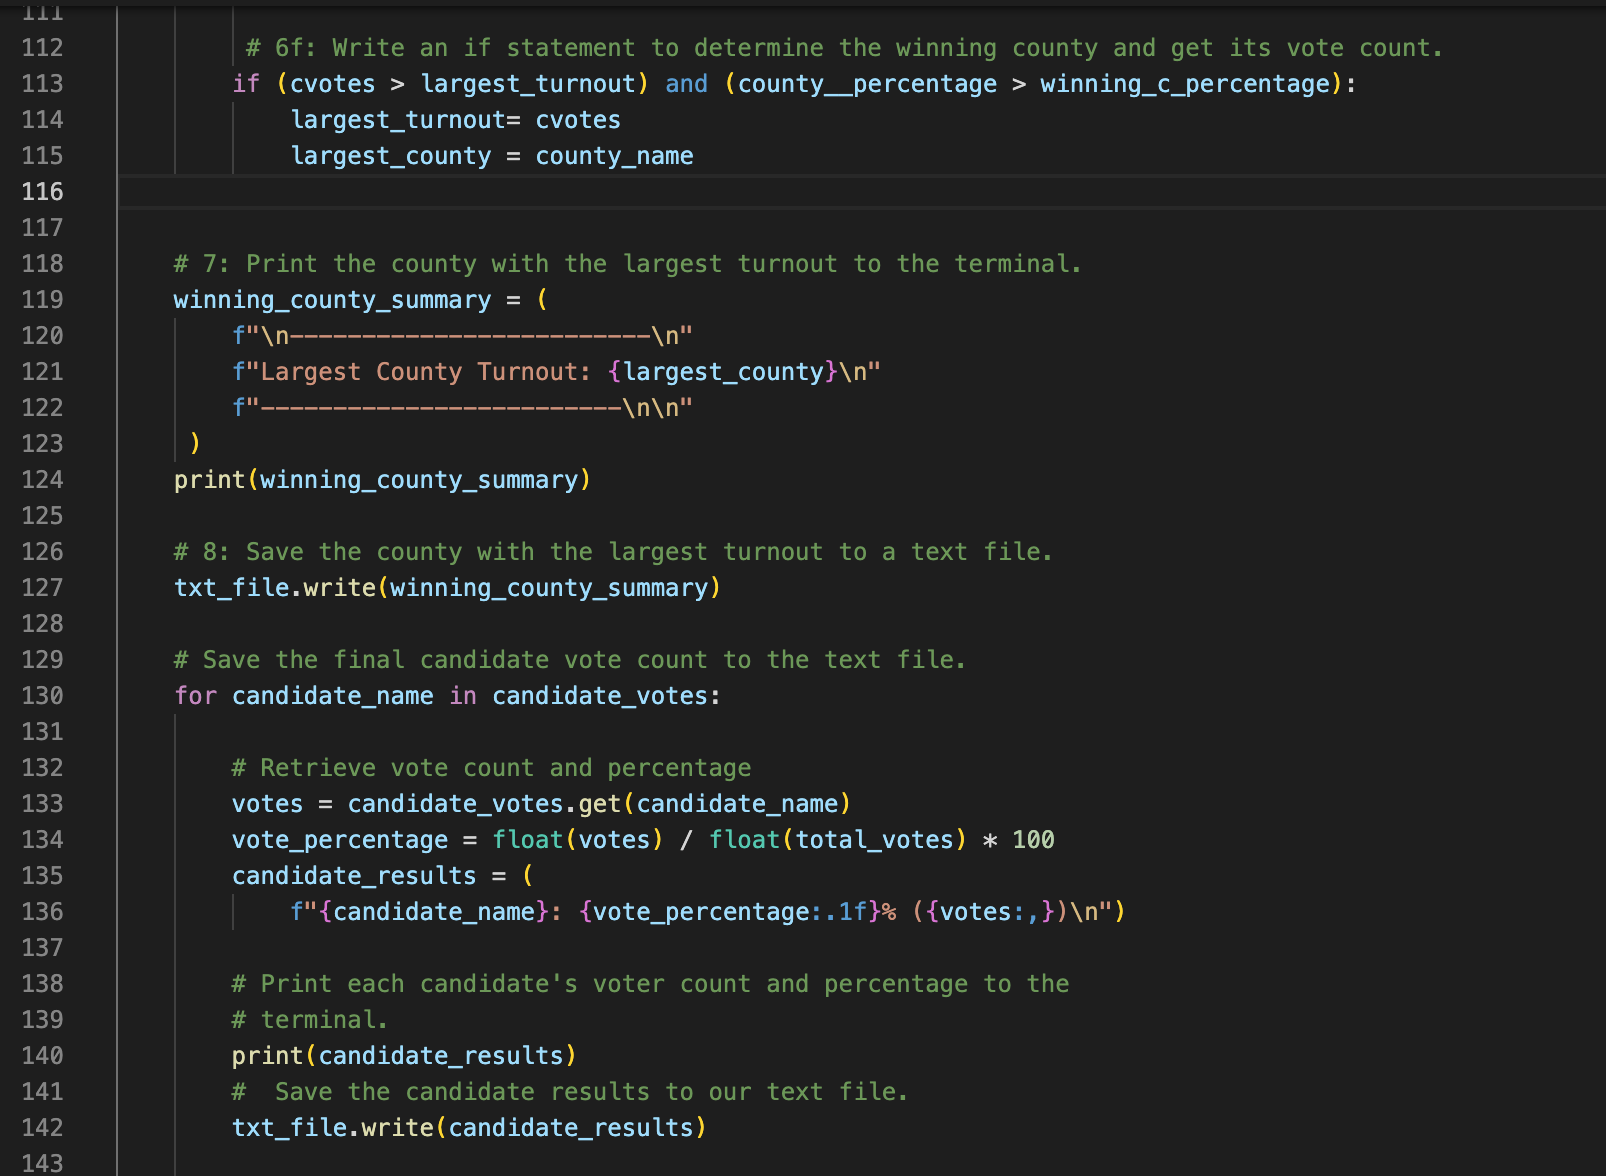 111
112 # 6f: Write an if statement to determine the winning county and get its vote count.
113 if (cvotes > largest_turnout) and (county__percentage > winning_c_percentage):
114 largest_turnout= cvotes
115 largest_county = county_name
116
117
118 # 7: Print the county with the largest turnout to the terminal.
119 winning_county_summary = (
120 f"\n-------------------------\n"
121 f"Largest County Turnout: {largest_county}\n"
122 f"-------------------------\n\n"
123 )
124 print(winning_county_summary)
125
126 # 8: Save the county with the largest turnout to a text file.
127 txt_file.write(winning_county_summary)
128
129 # Save the final candidate vote count to the text file.
130 for candidate_name in candidate_votes:
131
132 # Retrieve vote count and percentage
133 votes = candidate_votes.get(candidate_name)
134 vote_percentage = float(votes) / float(total_votes) * 100
135 candidate_results = (
136 f"{candidate_name}: {vote_percentage:.1f}% ({votes:,})\n")
137
138 # Print each candidate's voter count and percentage to the
139 # terminal.
140 print(candidate_results)
141 #  Save the candidate results to our text file.
142 txt_file.write(candidate_results)
143